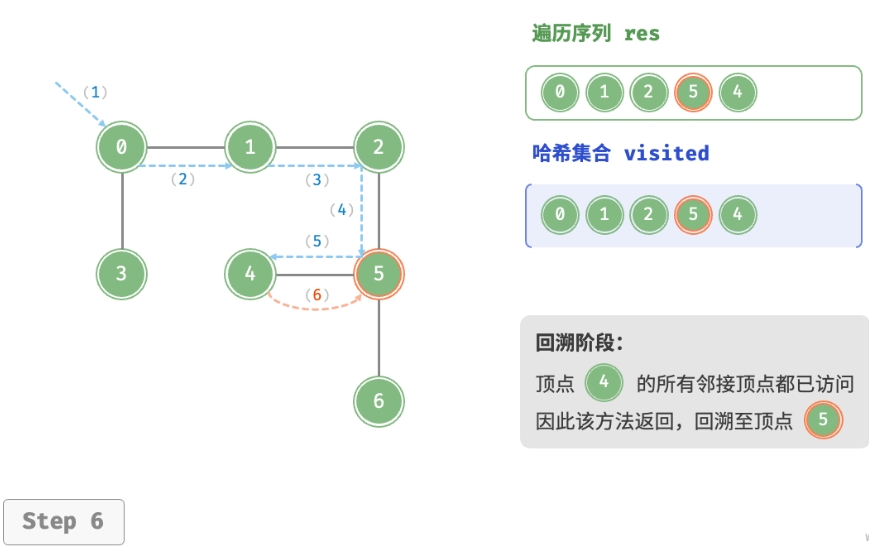 遍历序列 res
0 1 2 5 4
哈希集合 visited
0 1 2 5 4
(1)
0 1 2
(2) (3)
(4)
(5)
3 4 5
(6)
6
回溯阶段：
顶点 4 的所有邻接顶点都已访问
因此该方法返回，回溯至顶点 5
Step 6